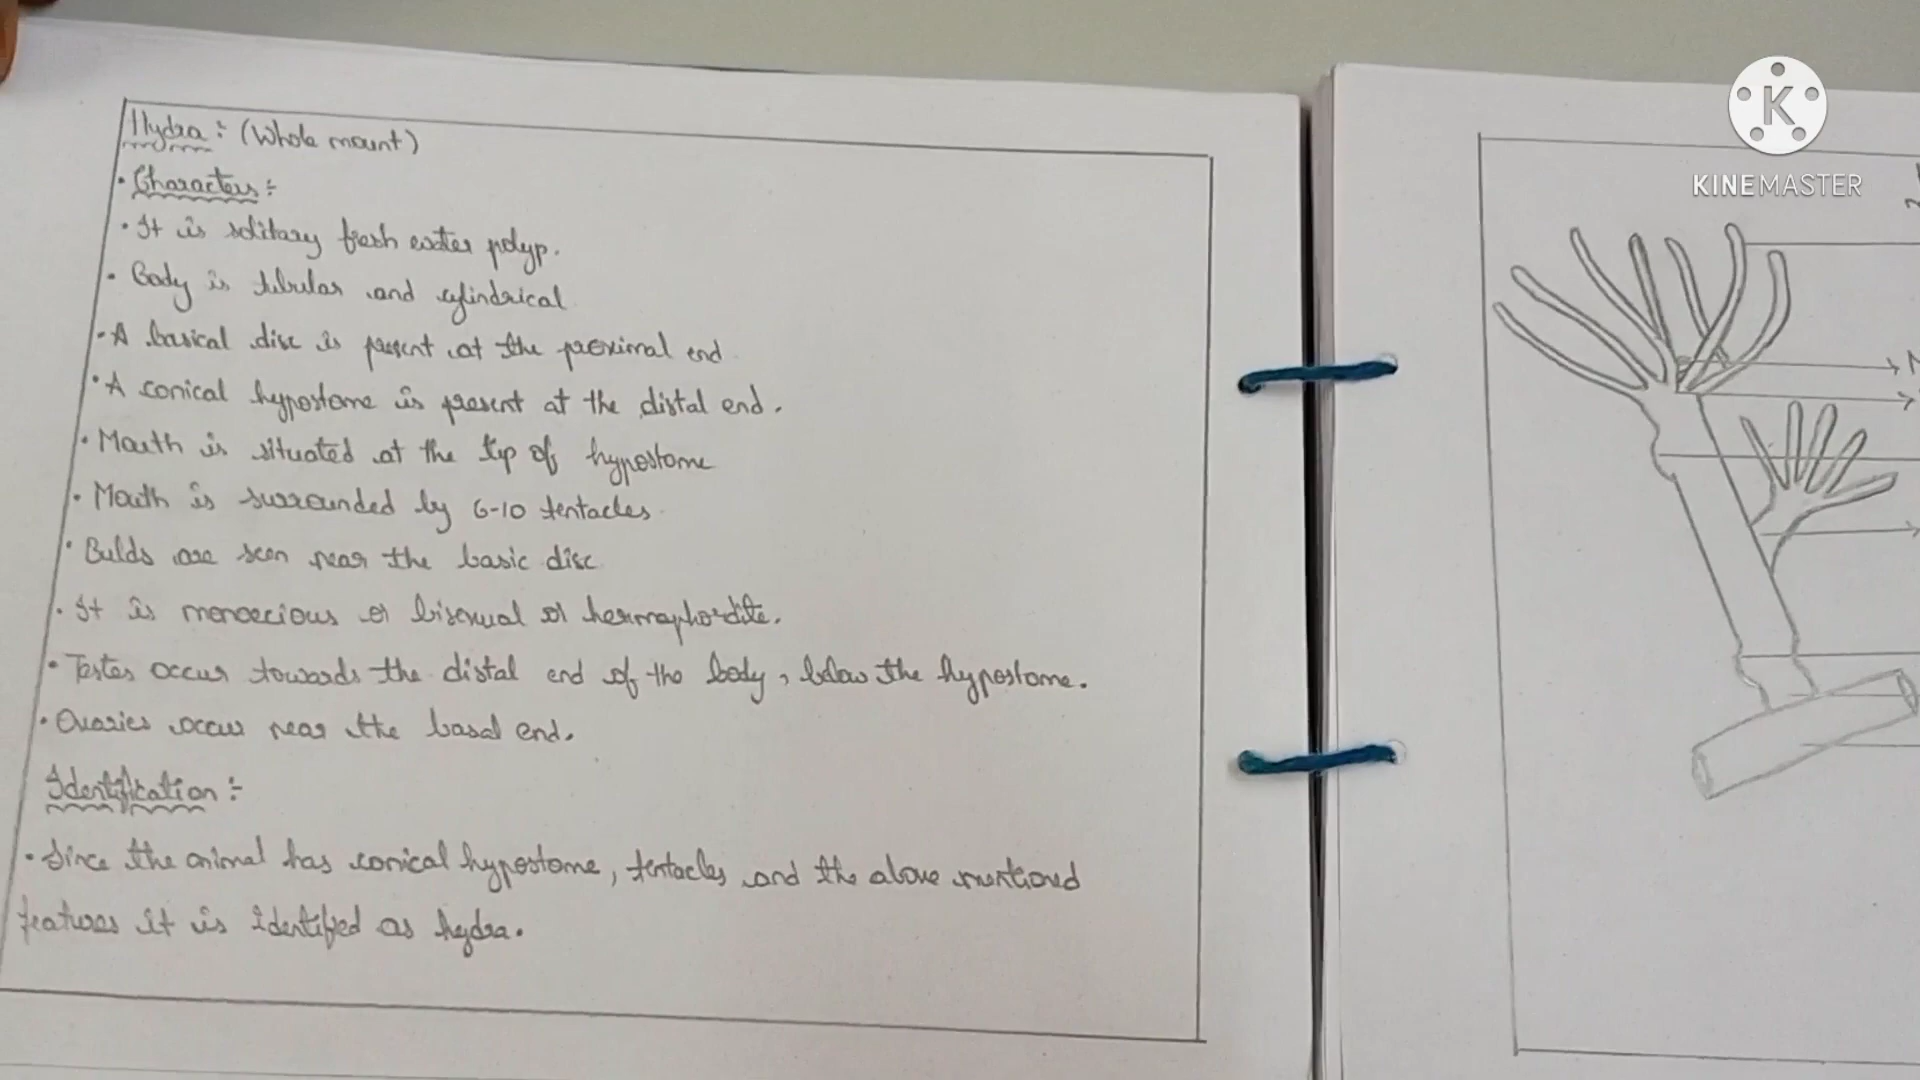 Hydra :- (Whole mount)
• Characters :-
• It is solitary fresh water polyp.
• Body is tubular and cylindrical
• A basical disc is present at the proximal end
• A conical hypostome is present at the distal end.
• Mouth is situated at the tip of hypostome
• Mouth is surrounded by 6-10 tentacles
• Bulds are seen near the basic disc
• It is monoecious or bisexual or hermaphordite.
• Testes occur towards the distal end of the body, below the hypostome.
• Ovaries occur near the basal end.
Identification :-
• Since the animal has conical hypostome, tentacles and the above mentioned
features it is identified as hydra.
KINEMASTER